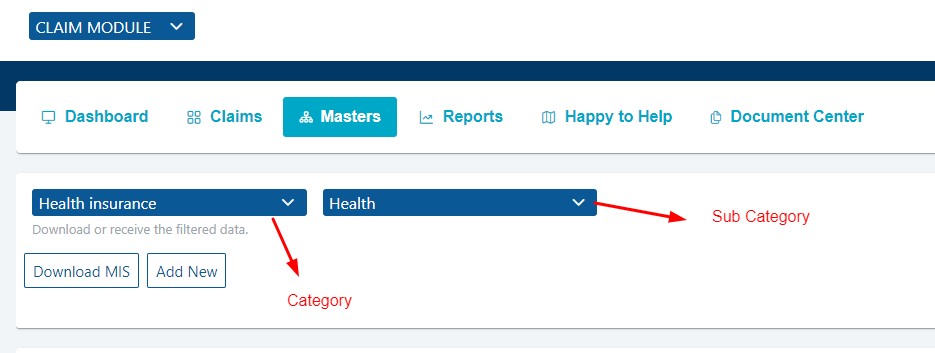 CLAIM MODULE
Dashboard Claims Masters Reports Happy to Help Document Center
Health insurance Health
Sub Category
Download or receive the filtered data.
Download MIS Add New
Category